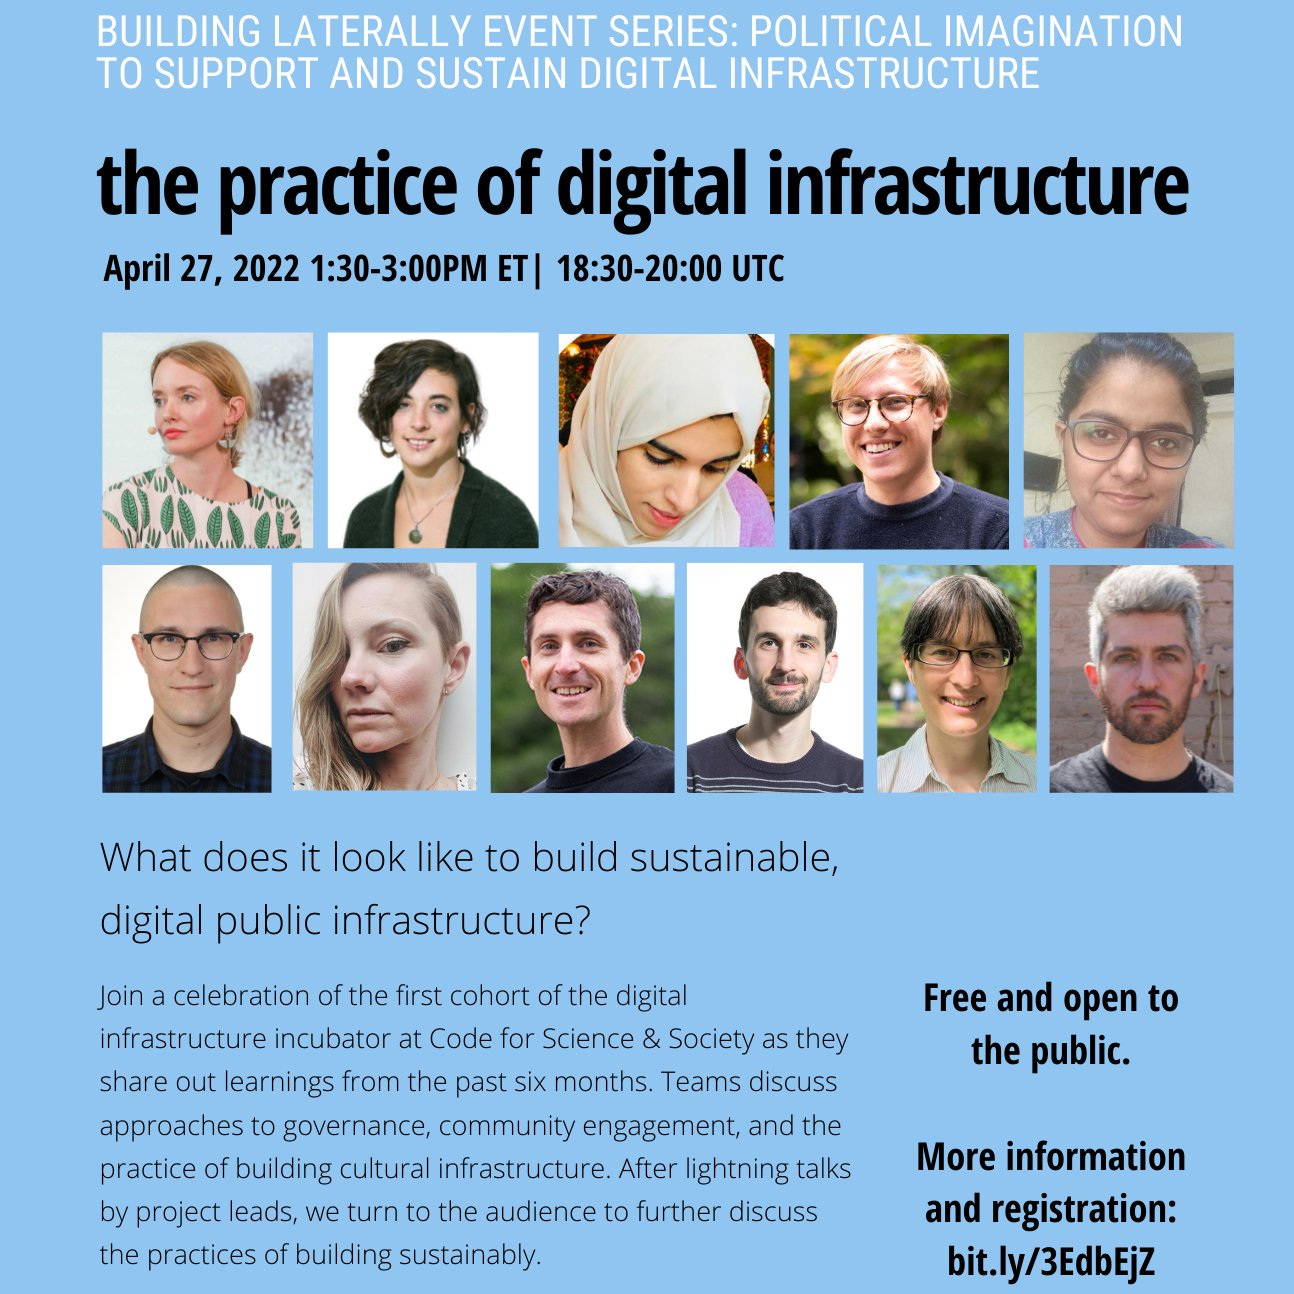 BUILDING LATERALLY EVENT SERIES: POLITICAL IMAGINATION
TO SUPPORT AND SUSTAIN DIGITAL INFRASTRUCTURE
the practice of digital infrastructure
April 27, 2022 1:30-3:00PM ET| 18:30-20:00 UTC
What does it look like to build sustainable,
digital public infrastructure?
Join a celebration of the first cohort of the digital
infrastructure incubator at Code for Science & Society as they
share out learnings from the past six months. Teams discuss
approaches to governance, community engagement, and the
practice of building cultural infrastructure. After lightning talks
by project leads, we turn to the audience to further discuss
the practices of building sustainably.
Free and open to
the public.
More information
and registration:
bit.ly/3EdbEjZ